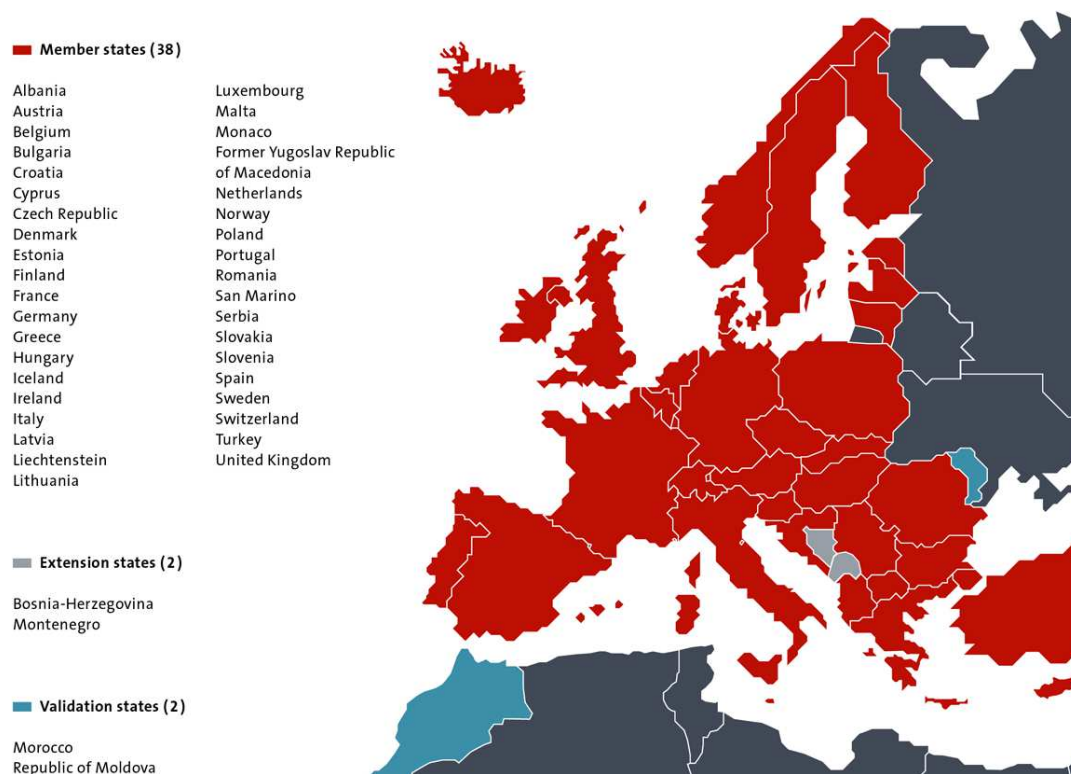 Member states (38)
Albania
Austria
Belgium
Bulgaria
Croatia
Cyprus
Czech Republic
Denmark
Estonia
Finland
France
Germany
Greece
Hungary
Iceland
Ireland
Italy
Latvia
Liechtenstein
Lithuania
Luxembourg
Malta
Monaco
Former Yugoslav Republic
of Macedonia
Netherlands
Norway
Poland
Portugal
Romania
San Marino
Serbia
Slovakia
Slovenia
Spain
Sweden
Switzerland
Turkey
United Kingdom
Extension states (2)
Bosnia-Herzegovina
Montenegro
Validation states (2)
Morocco
Republic of Moldova